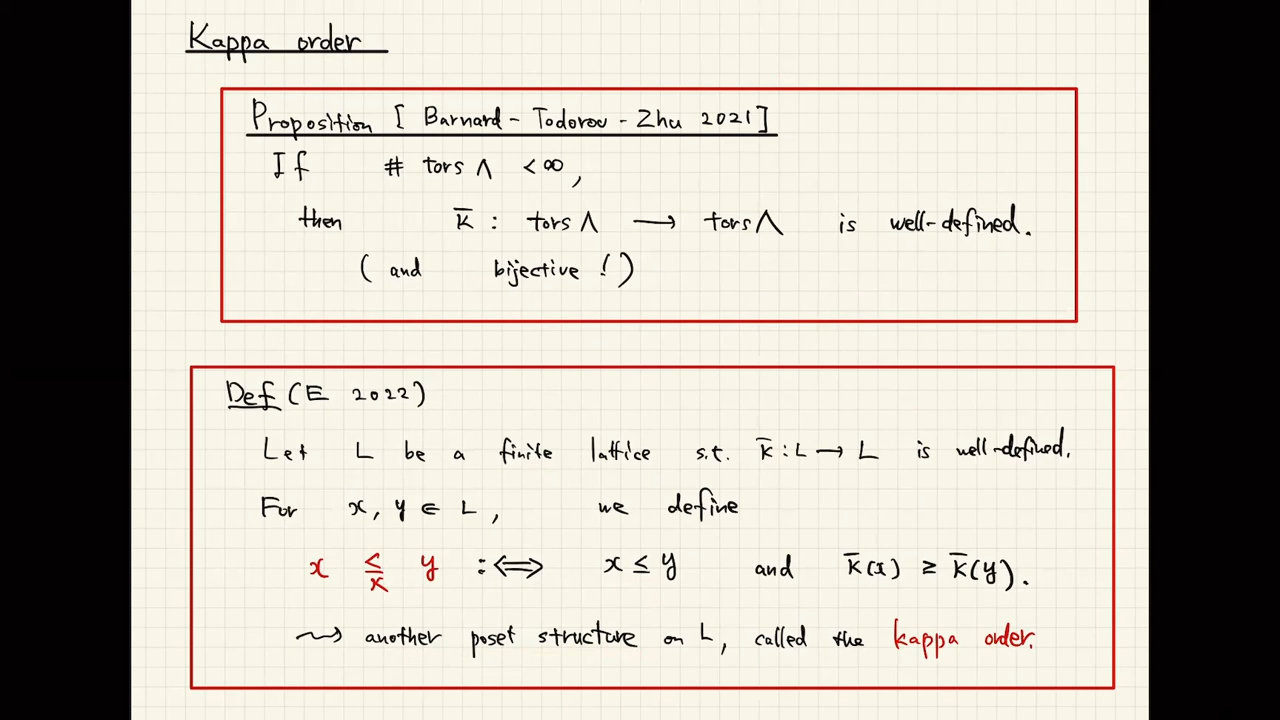 Kappa order
Proposition [ Barnard - Todorov - Zhu 2021 ]
If # tors Λ < ∞ ,
then κ̄ : tors Λ ⟶ tors Λ is well-defined.
( and bijective ! )
Def (E 2022)
Let L be a finite lattice s.t. κ̄ : L → L is well-defined.
For x, y ∈ L , we define
x ≤κ y :⟺ x ≤ y and κ̄(x) ≥ κ̄(y).
⇝ another poset structure on L, called the kappa order.